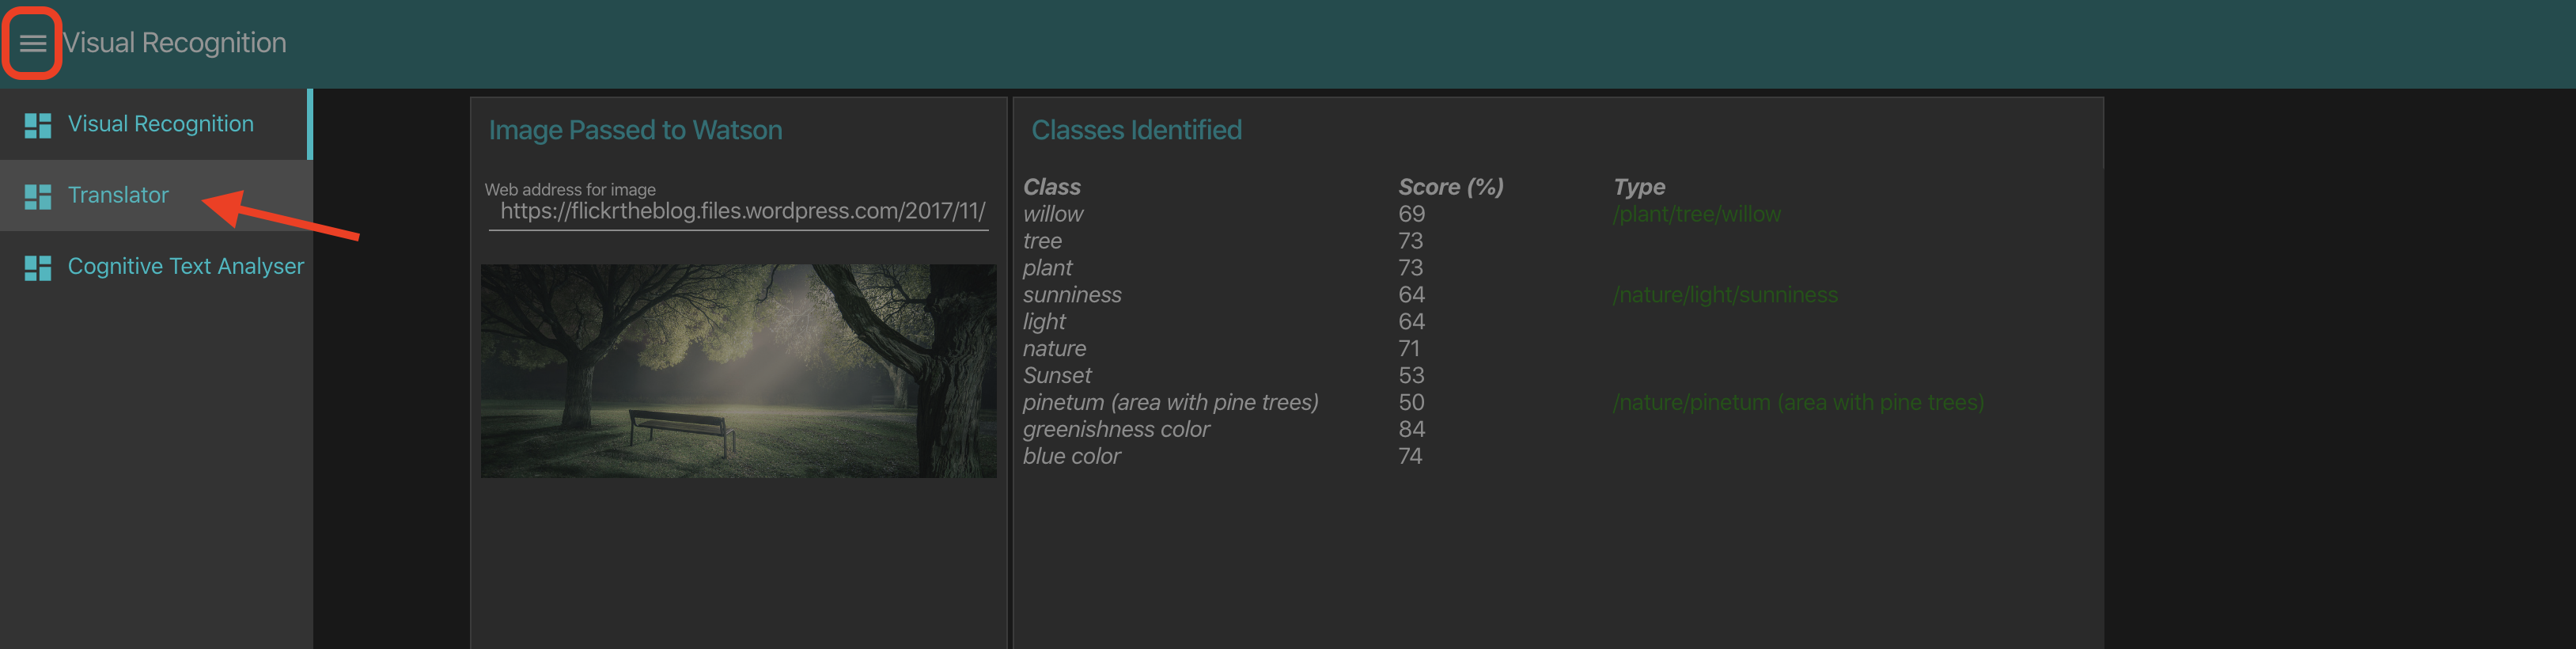 Visual Recognition
Visual Recognition
Translator
Cognitive Text Analyser
Image Passed to Watson
Web address for image
https://flickrtheblog.files.wordpress.com/2017/11/
Classes Identified
Class Score (%) Type
willow 69 /plant/tree/willow
tree 73
plant 73
sunniness 64 /nature/light/sunniness
light 64
nature 71
Sunset 53
pinetum (area with pine trees) 50 /nature/pinetum (area with pine trees)
greenishness color 84
blue color 74